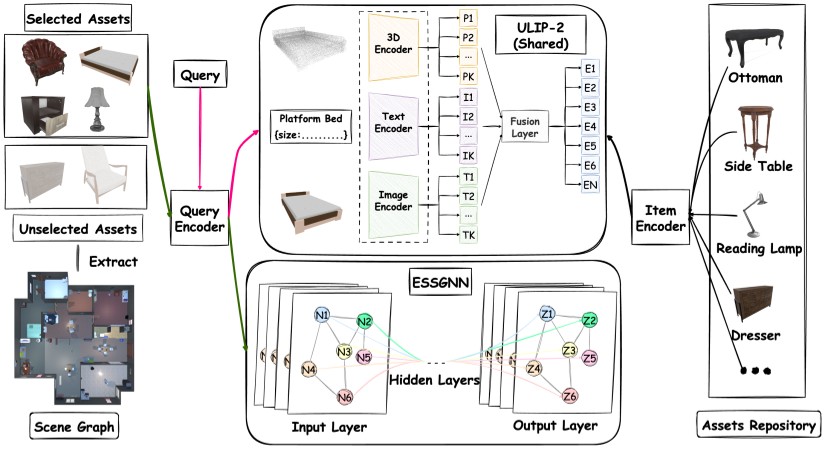 Selected Assets
Unselected Assets
Extract
Scene Graph
Query
Query
Encoder
ULIP-2
(Shared)
3D
Encoder
P1
P2
...
PK
Platform Bed
{size:.........}
Text
Encoder
I1
I2
...
IK
Image
Encoder
T1
T2
...
TK
Fusion
Layer
E1
E2
E3
E4
E5
E6
EN
ESSGNN
N1
N2
N3
N4
N5
N6
Input Layer
Hidden Layers
Z1
Z2
Z3
Z4
Z5
Z6
Output Layer
Item
Encoder
Ottoman
Side Table
Reading Lamp
Dresser
Assets Repository